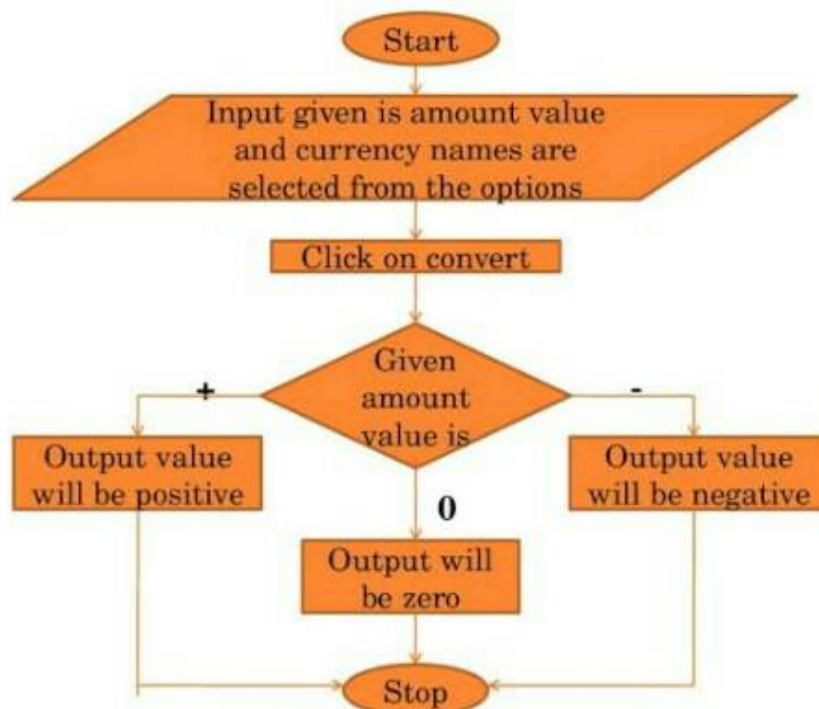 Start
Input given is amount value
and currency names are
selected from the options
Click on convert
Given
amount
value is
+
-
Output value
will be positive
0
Output will
be zero
Output value
will be negative
Stop